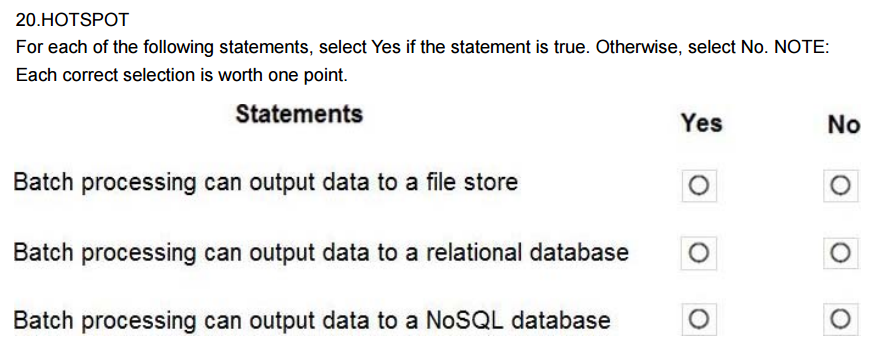 20.HOTSPOT
For each of the following statements, select Yes if the statement is true. Otherwise, select No. NOTE:
Each correct selection is worth one point.
Statements Yes No
Batch processing can output data to a file store
Batch processing can output data to a relational database
Batch processing can output data to a NoSQL database